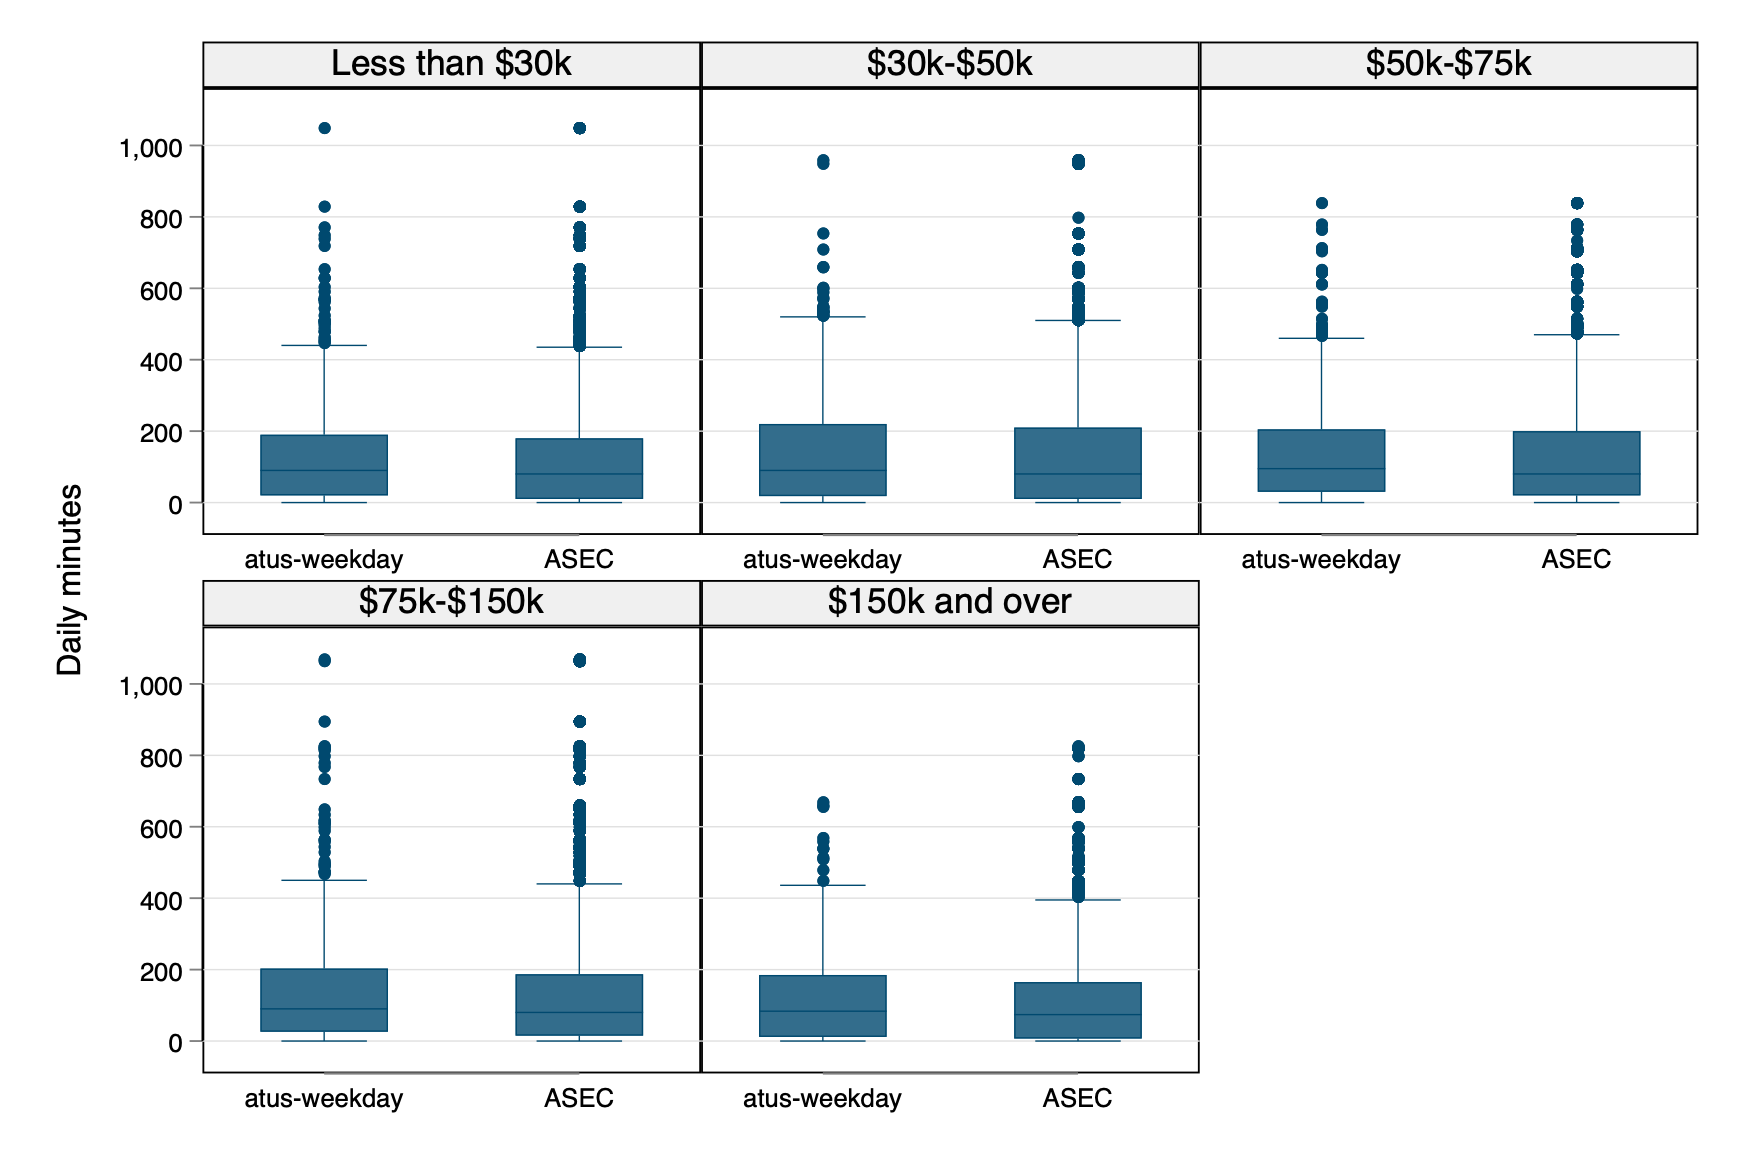 Less than $30k
$30k-$50k
$50k-$75k
1,000
800
600
400
200
0
atus-weekday
ASEC
atus-weekday
ASEC
atus-weekday
ASEC
Daily minutes
$75k-$150k
$150k and over
1,000
800
600
400
200
0
atus-weekday
ASEC
atus-weekday
ASEC